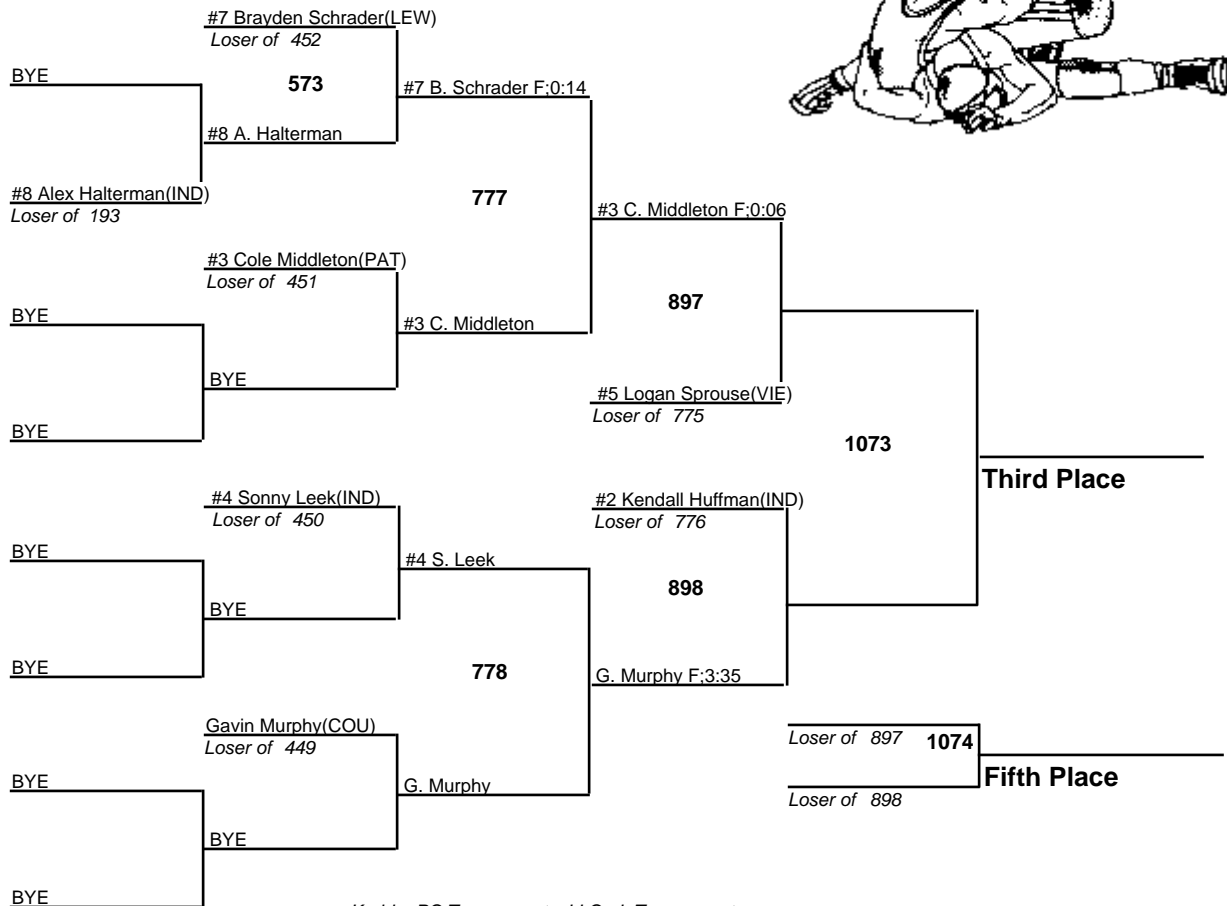 #7 Brayden Schrader(LEW)
Loser of 452
BYE
573
#7 B. Schrader F;0:14
#8 A. Halterman
#8 Alex Halterman(IND)
Loser of 193
777
#3 C. Middleton F;0:06
#3 Cole Middleton(PAT)
Loser of 451
BYE
#3 C. Middleton
897
BYE
#5 Logan Sprouse(VIE)
Loser of 775
BYE
1073
Third Place
#4 Sonny Leek(IND)
Loser of 450
#2 Kendall Huffman(IND)
Loser of 776
BYE
#4 S. Leek
898
BYE
BYE
778
G. Murphy F;3:35
Gavin Murphy(COU)
Loser of 449
Loser of 897
1074
BYE
G. Murphy
Fifth Place
Loser of 898
BYE
BYE